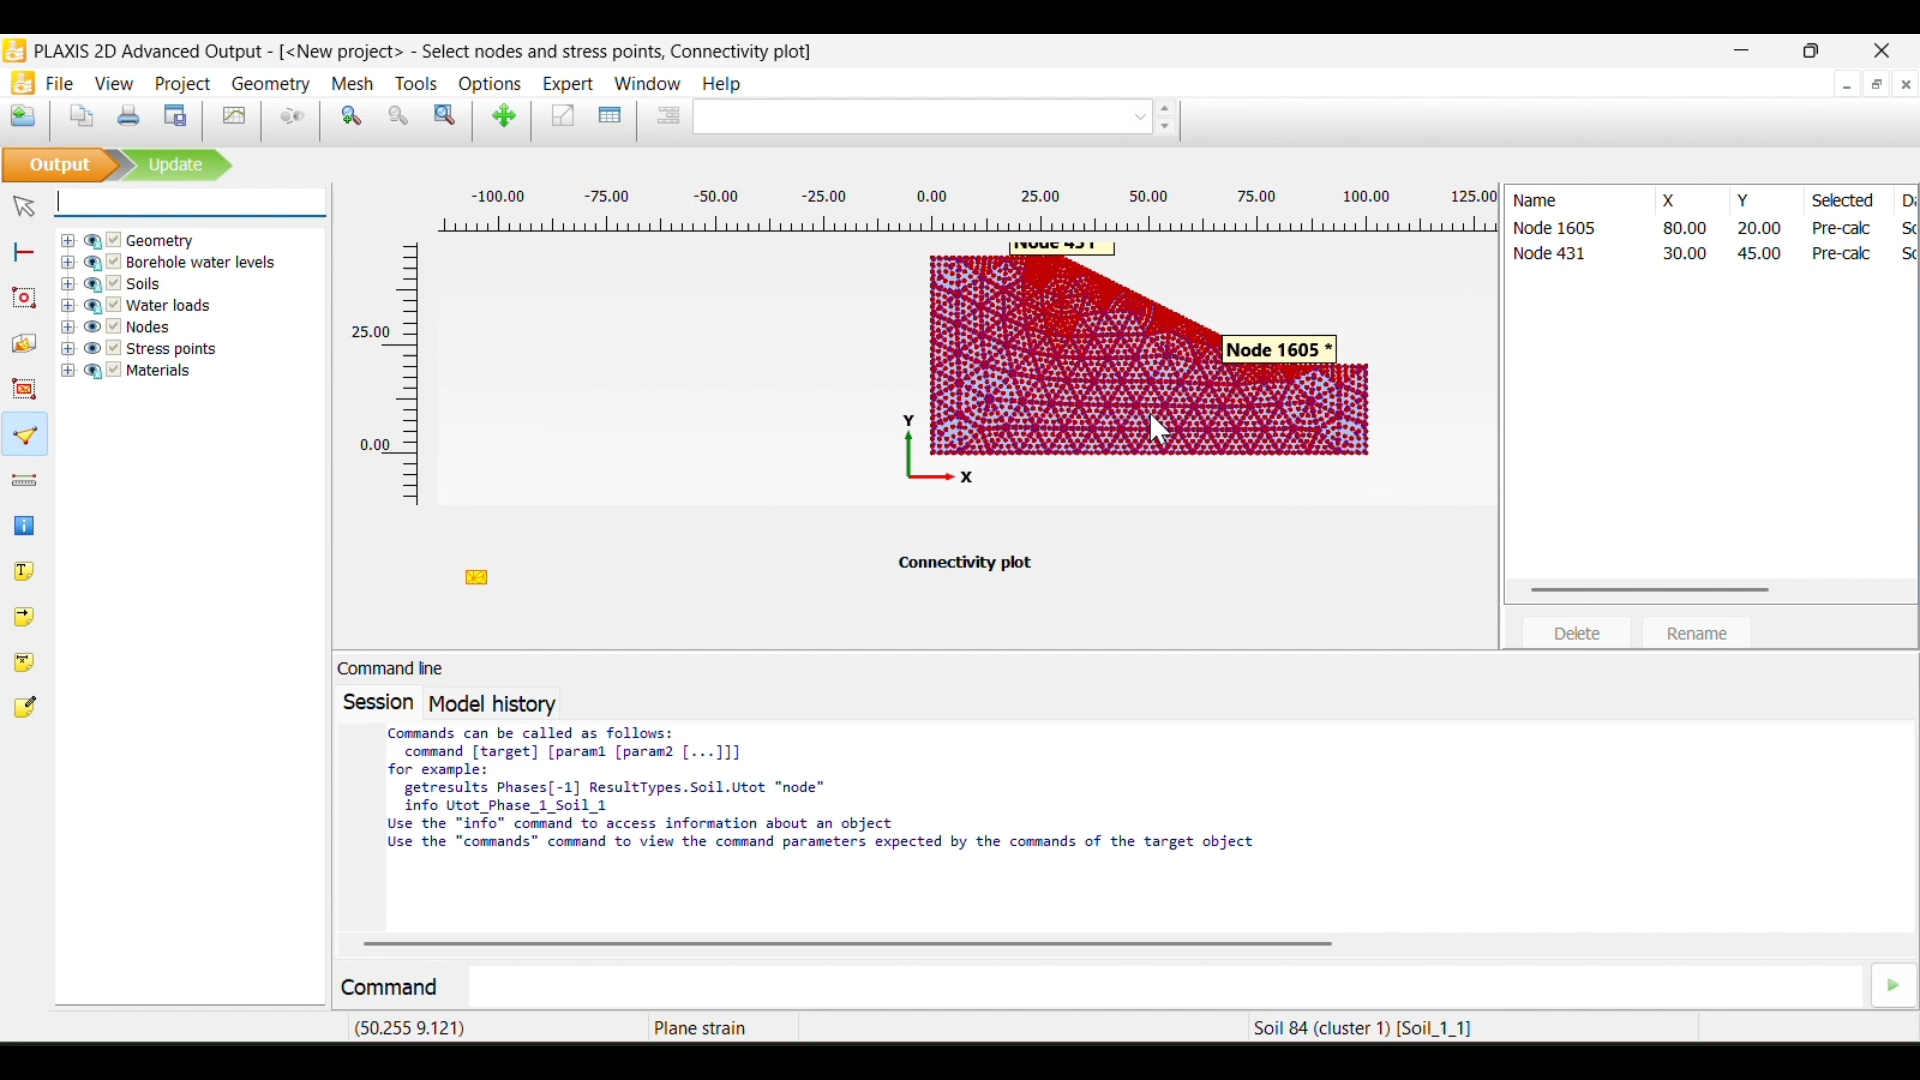 PLAXIS 2D Advanced Output - [<New project> - Select nodes and stress points, Connectivity plot]
File View Project Geometry Mesh Tools Options Expert Window Help
Output Update
Geometry
Borehole water levels
Soils
Water loads
Nodes
Stress points
Materials
-100.00 -75.00 -50.00 -25.00 0.00 25.00 50.00 75.00 100.00 125.00
25.00
0.00
Node 431
Node 1605 *
Y
X
Connectivity plot
Name X Y Selected
Node 1605 80.00 20.00 Pre-calc
Node 431 30.00 45.00 Pre-calc
Delete Rename
Command line
Session Model history
Commands can be called as follows:
command [target] [param1 [param2 [...]]]
for example:
getresults Phases[-1] ResultTypes.Soil.Utot "node"
info Utot_Phase_1_Soil_1
Use the "info" command to access information about an object
Use the "commands" command to view the command parameters expected by the commands of the target object
Command
(50.255 9.121) Plane strain Soil 84 (cluster 1) [Soil_1_1]